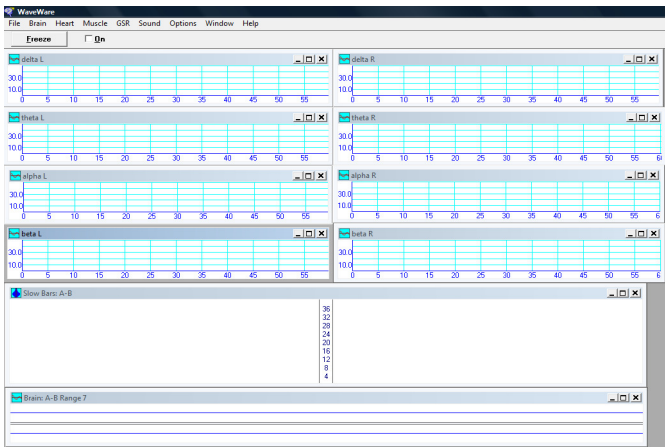 WaveWare
File Brain Heart Muscle GSR Sound Options Window Help
Freeze On
delta L
30.0
10.0
0 5 10 15 20 25 30 35 40 45 50 55
delta R
30.0
10.0
0 5 10 15 20 25 30 35 40 45 50 55
theta L
30.0
10.0
0 5 10 15 20 25 30 35 40 45 50 55
theta R
30.0
10.0
0 5 10 15 20 25 30 35 40 45 50 55 6
alpha L
30.0
10.0
0 5 10 15 20 25 30 35 40 45 50 55
alpha R
30.0
10.0
0 5 10 15 20 25 30 35 40 45 50 55 6
beta L
30.0
10.0
0 5 10 15 20 25 30 35 40 45 50 55
beta R
30.0
10.0
0 5 10 15 20 25 30 35 40 45 50 55 6
Slow Bars: A-B
36
32
28
24
20
16
12
8
4
Brain: A-B Range 7